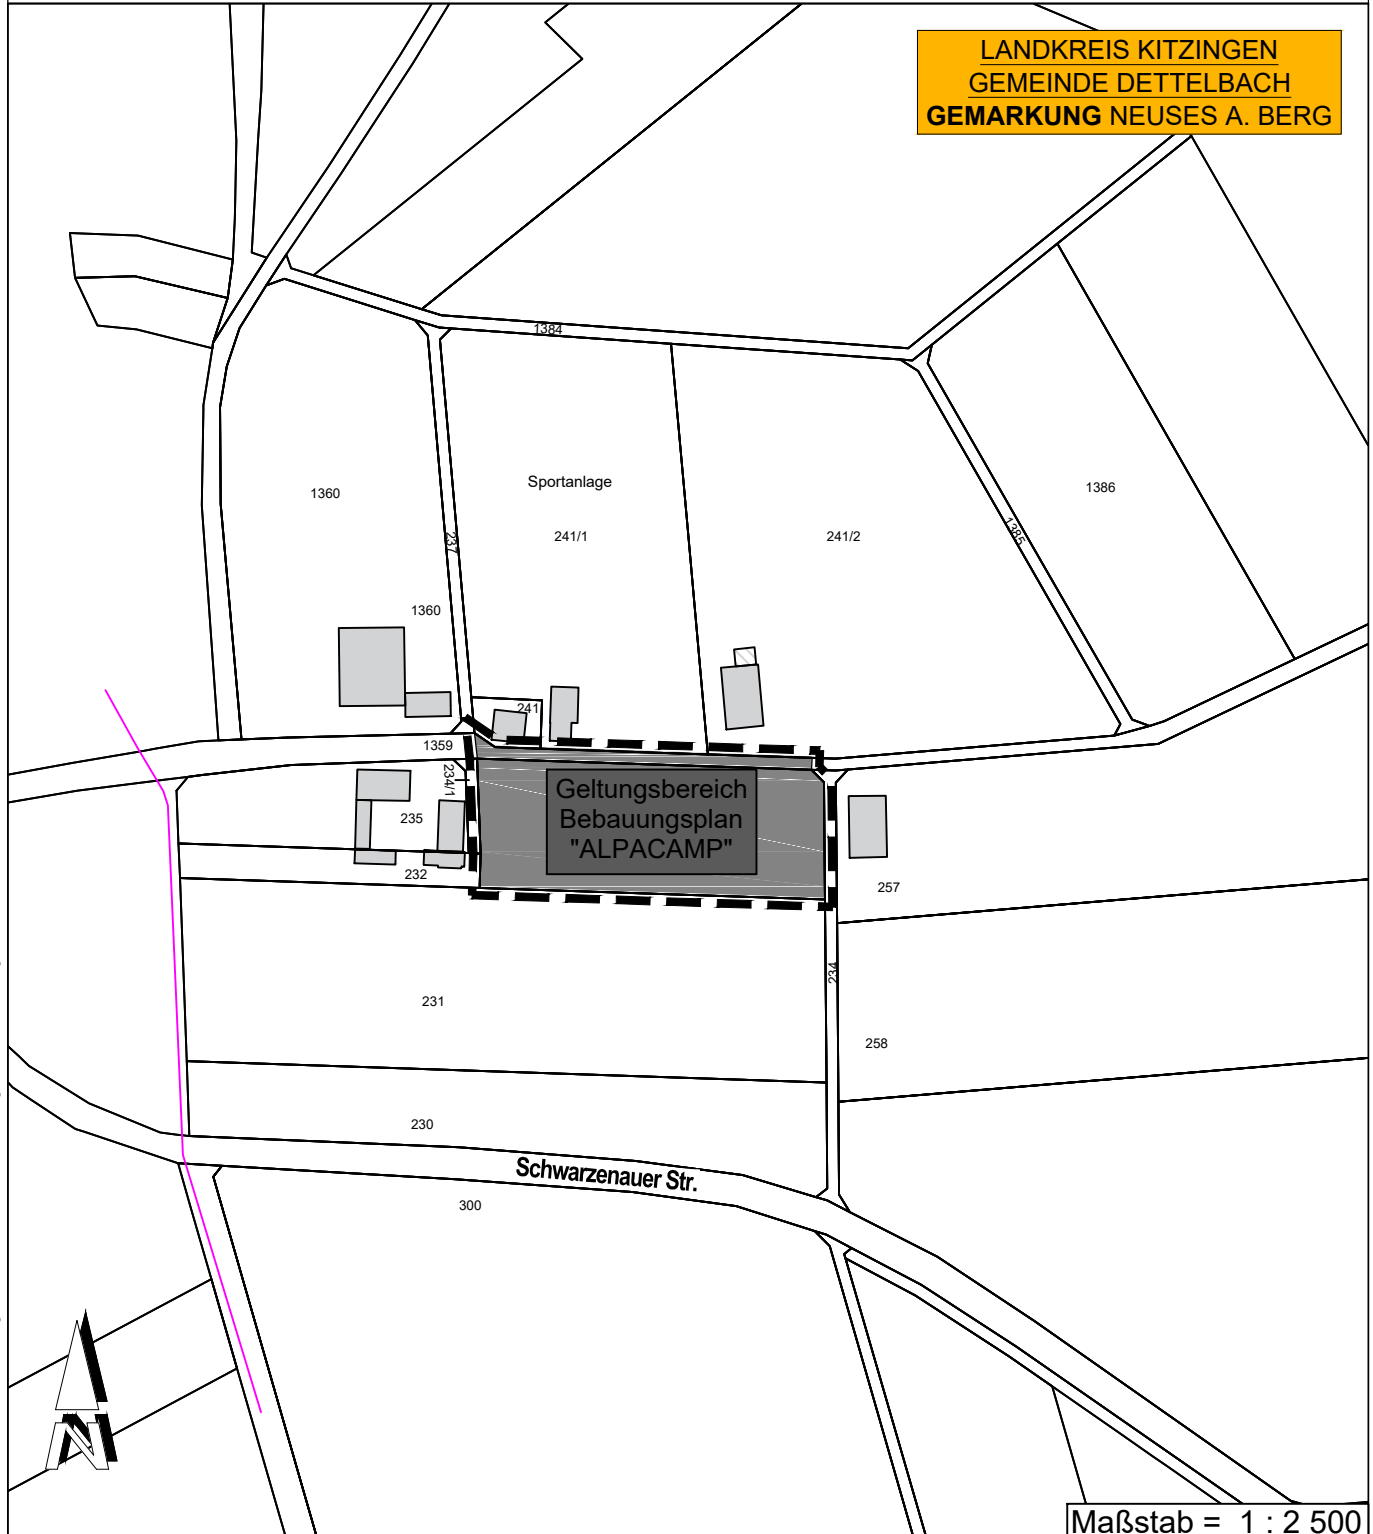 LANDKREIS KITZINGEN
GEMEINDE DETTELBACH
GEMARKUNG NEUSES A. BERG
1384
1360
Sportanlage
241/1
241/2
1386
1385
237
1360
241
1359
234/1
235
232
Geltungsbereich
Bebauungsplan
"ALPACAMP"
257
234
231
258
230
Schwarzenauer Str.
300
N
Maßstab = 1 : 2 500